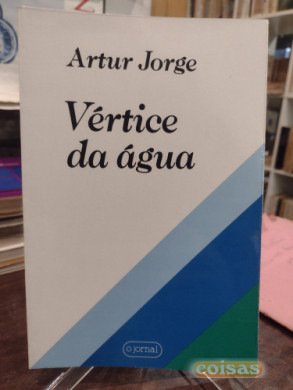 Artur Jorge
Vértice
da água
o jornal
coisas